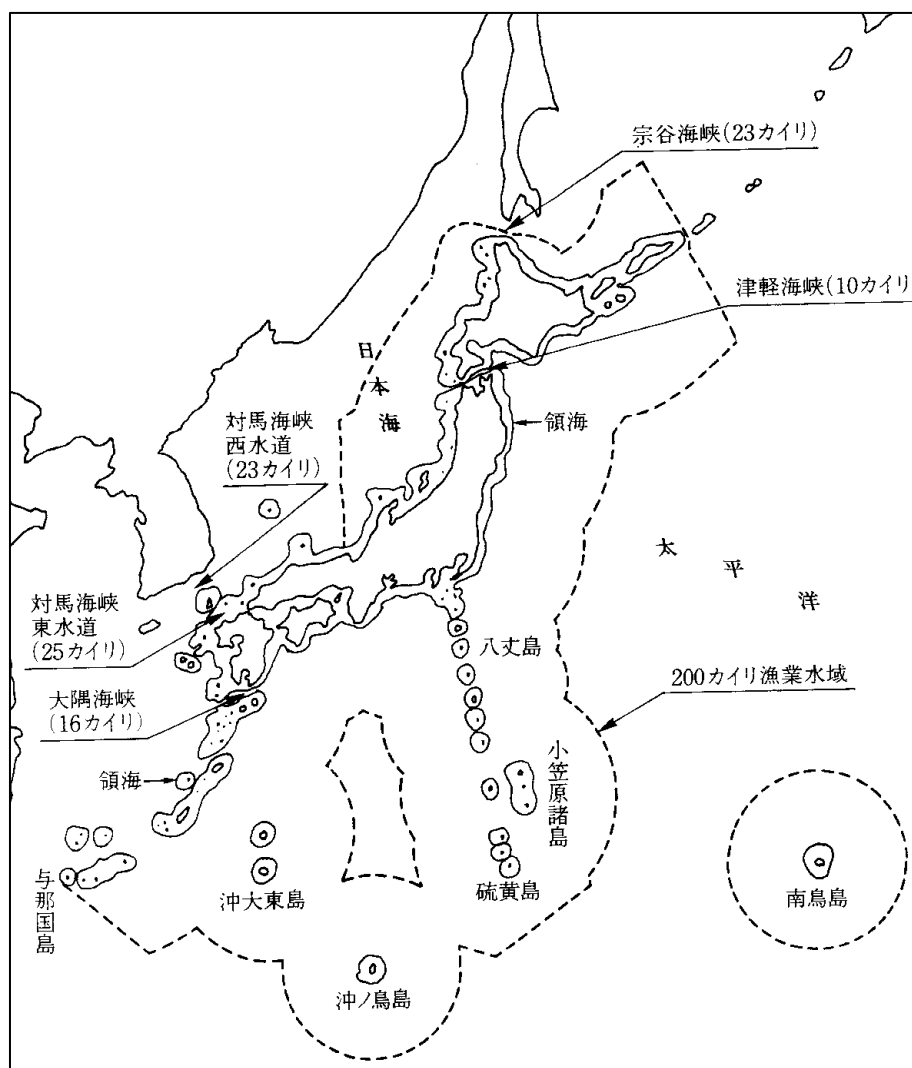 宗谷海峡(23カイリ)
津軽海峡(10カイリ
日本海
対馬海峡
西水道
(23カイリ)
領海
太平洋
対馬海峡
東水道
(25カイリ)
八丈島
200カイリ漁業水域
大隅海峡
(16カイリ)
小笠原諸島
領海
与那国島
沖大東島
硫黄島
南鳥島
沖ノ鳥島